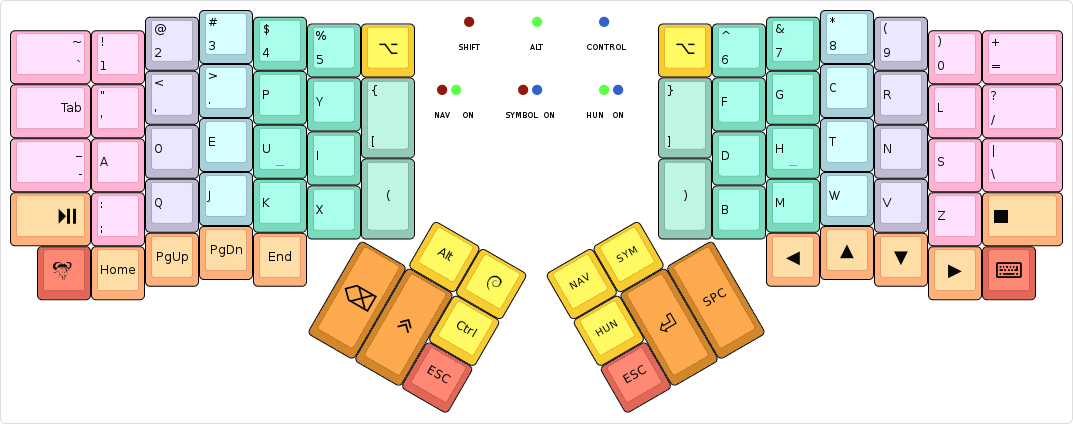 ~
`
!
1
@
2
#
3
$
4
%
5
⌥
SHIFT
ALT
CONTROL
⌥
^
6
&
7
*
8
(
9
)
0
+
=
Tab
"
'
<
,
>
.
P
Y
{
[
NAV ON
SYMBOL ON
HUN ON
}
]
F
G
C
R
L
?
/
_
-
A
O
E
U
_
I
(
)
D
H
_
T
N
S
|
\
:
;
Q
J
K
X
B
M
W
V
Z
Home
PgUp
PgDn
End
◀
▲
▼
▶
Alt
Ctrl
ESC
NAV
SYM
HUN
SPC
ESC